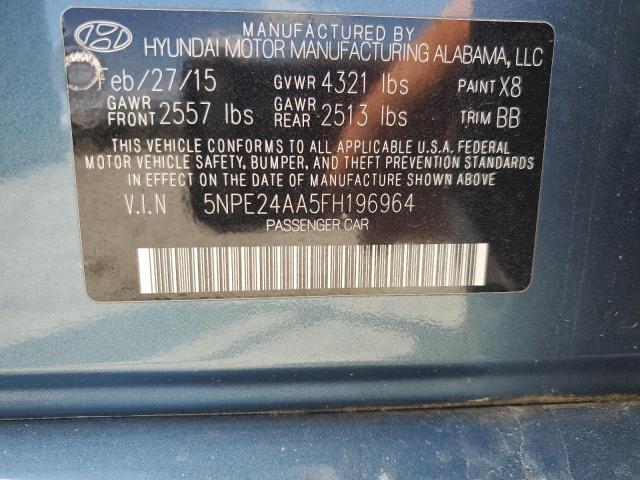 MANUFACTURED BY
HYUNDAI MOTOR MANUFACTURING ALABAMA, LLC
Feb/27/15 GVWR 4321 lbs PAINT X8
GAWR FRONT 2557 lbs GAWR REAR 2513 lbs TRIM BB
THIS VEHICLE CONFORMS TO ALL APPLICABLE U.S.A. FEDERAL
MOTOR VEHICLE SAFETY, BUMPER, AND THEFT PREVENTION STANDARDS
IN EFFECT ON THE DATE OF MANUFACTURE SHOWN ABOVE
V.I.N 5NPE24AA5FH196964
PASSENGER CAR